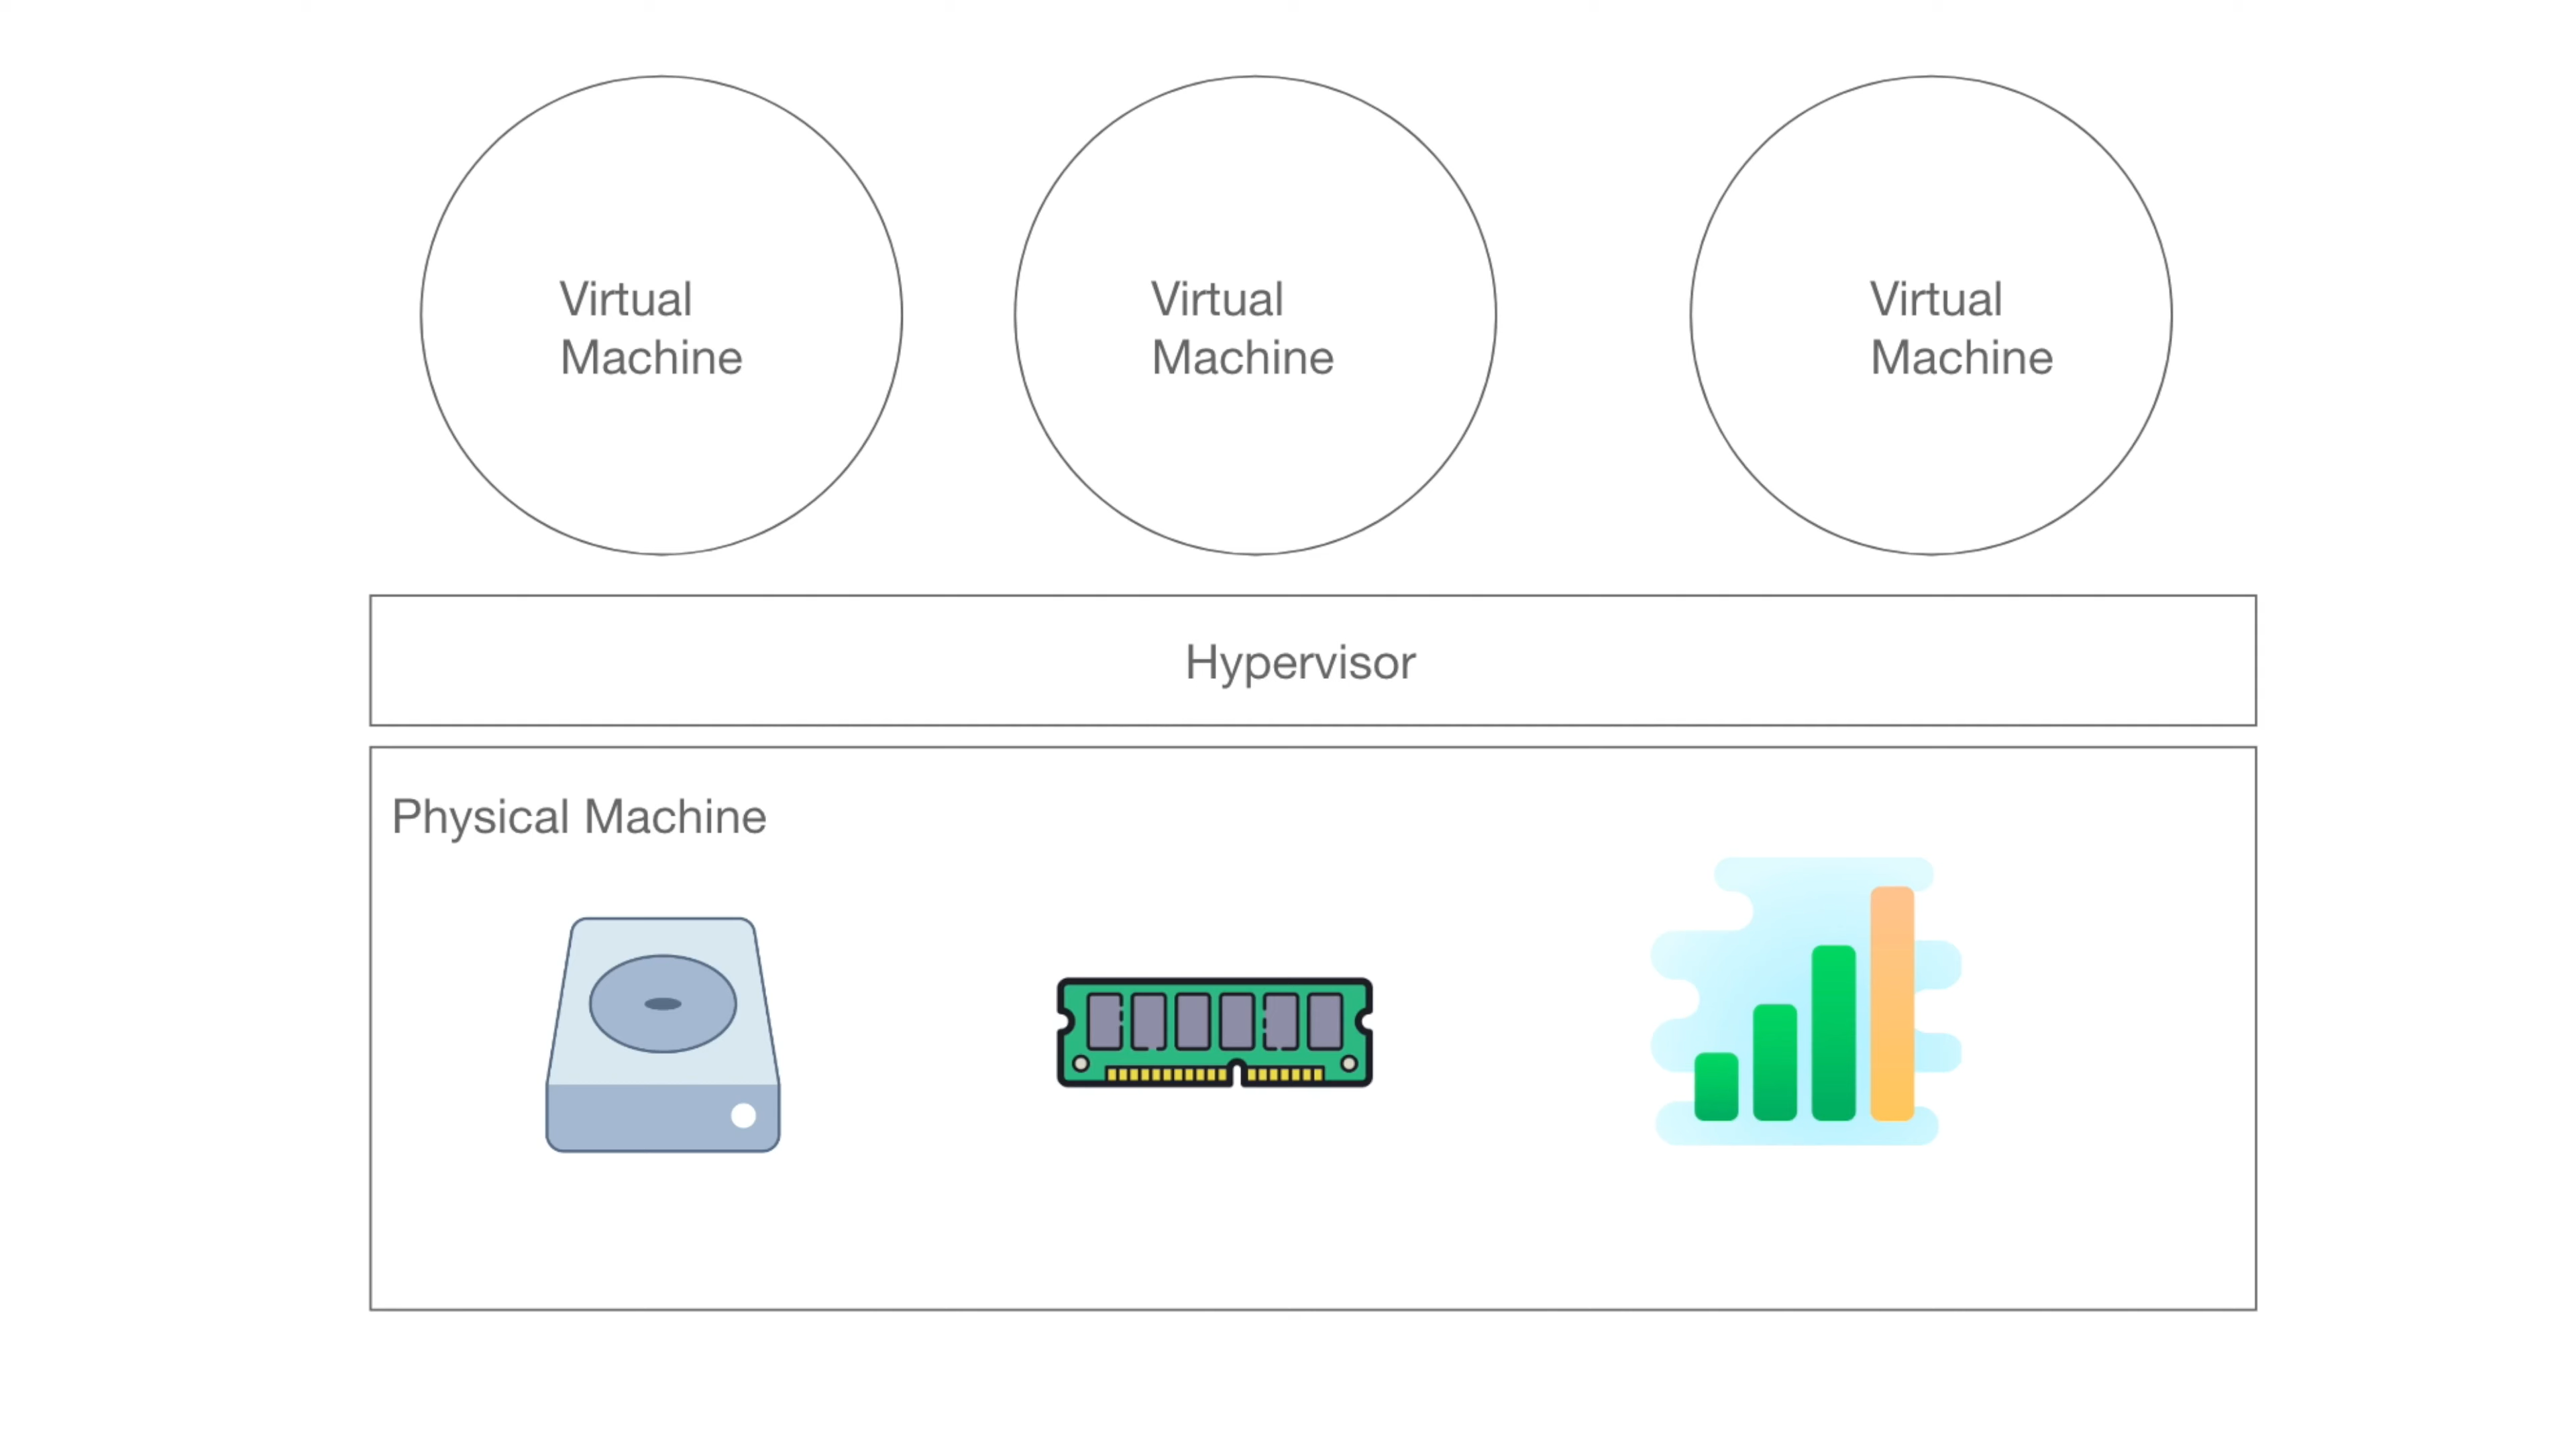 Virtual
Machine
Virtual
Machine
Virtual
Machine
Hypervisor
Physical Machine